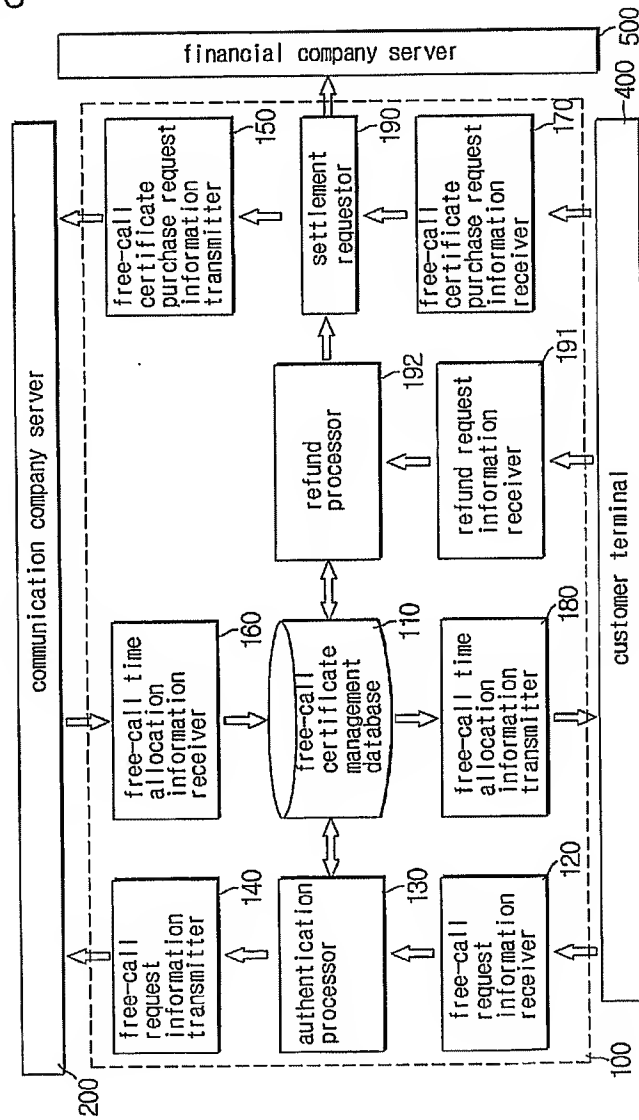 200
communication company server
free-call
request
information
transmitter
140
free-call time
allocation
information
receiver
160
free-call
certificate
purchase request
information
transmitter
150
authentication
processor
130
free-call
certificate
management
database
110
refund
processor
192
settlement
requestor
190
financial company server
500
free-call
request
information
receiver
120
free-call time
allocation
information
transmitter
180
refund request
information
receiver
191
free-call
certificate
purchase request
information
receiver
170
100
customer terminal
400